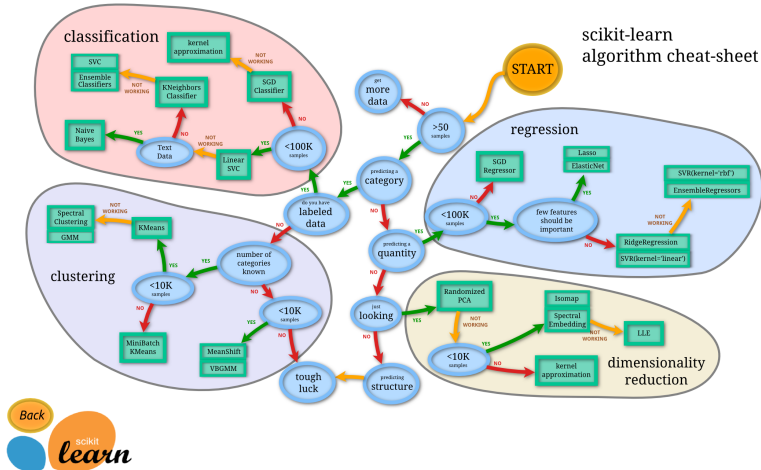 scikit-learn
algorithm cheat-sheet
START
classification
kernel
approximation
NOT
WORKING
SVC
Ensemble
Classifiers
NOT
WORKING
KNeighbors
Classifier
SGD
Classifier
Naive
Bayes
YES
Text
Data
NO
NOT
WORKING
Linear
SVC
YES
<100K
samples
NO
get
more
data
NO
>50
samples
YES
predicting a
category
YES
do you have
labeled
data
YES
NO
NO
predicting a
quantity
YES
NO
just
looking
YES
NO
predicting
structure
tough
luck
regression
SGD
Regressor
NO
<100K
samples
YES
few features
should be
important
YES
Lasso
ElasticNet
NO
RidgeRegression
SVR(kernel='linear')
NOT
WORKING
SVR(kernel='rbf')
EnsembleRegressors
clustering
Spectral
Clustering
GMM
NOT
WORKING
KMeans
YES
<10K
samples
NO
MiniBatch
KMeans
YES
number of
categories
known
NO
<10K
samples
YES
MeanShift
VBGMM
NO
dimensionality
reduction
Randomized
PCA
NOT
WORKING
<10K
samples
YES
Isomap
Spectral
Embedding
NOT
WORKING
LLE
NO
kernel
approximation
Back
scikit
learn